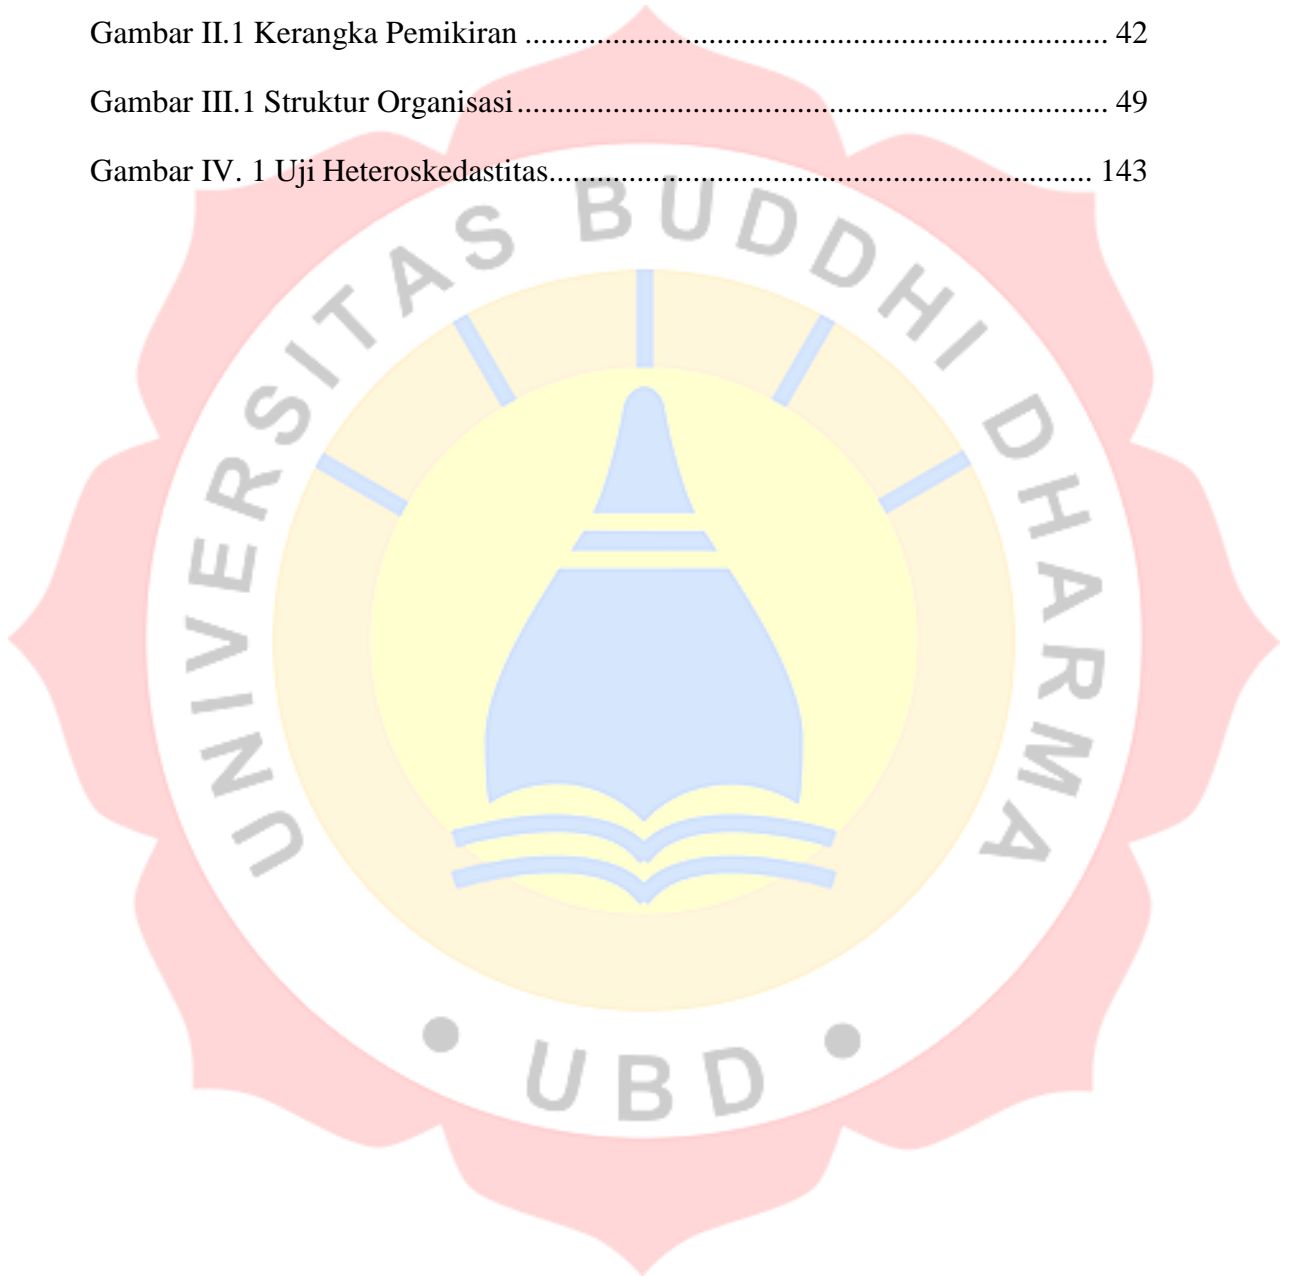 Gambar II.1 Kerangka Pemikiran ........................................................................... 42
Gambar III.1 Struktur Organisasi............................................................................ 49
Gambar IV. 1 Uji Heteroskedastitas...................................................................... 143
UNIVERSITAS BUDDHI DHARMA
• UBD •